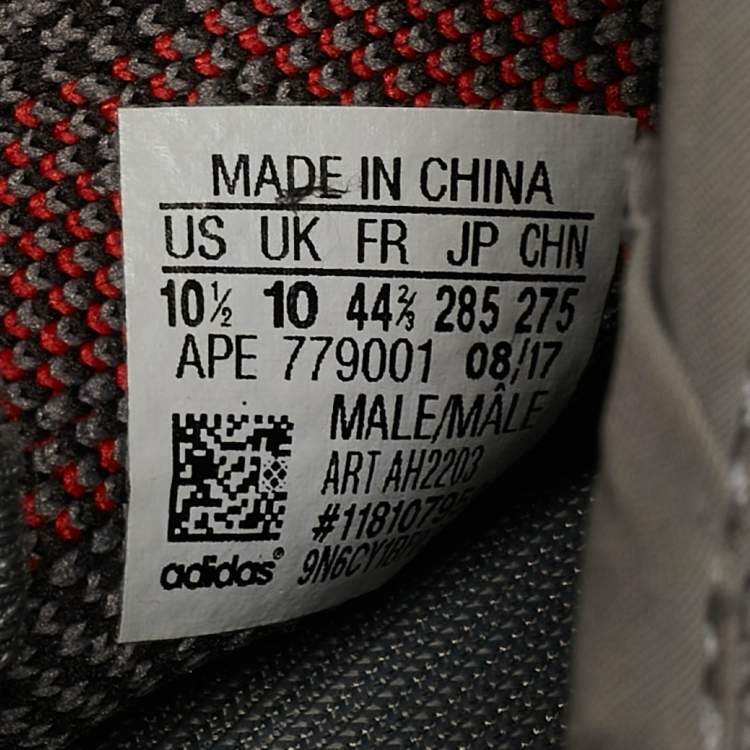 MADE IN CHINA
US UK FR JP CHN
10½ 10 44⅔ 285 275
APE 779001 08/17
MALE/MÂLE
ART AH2203
adidas®